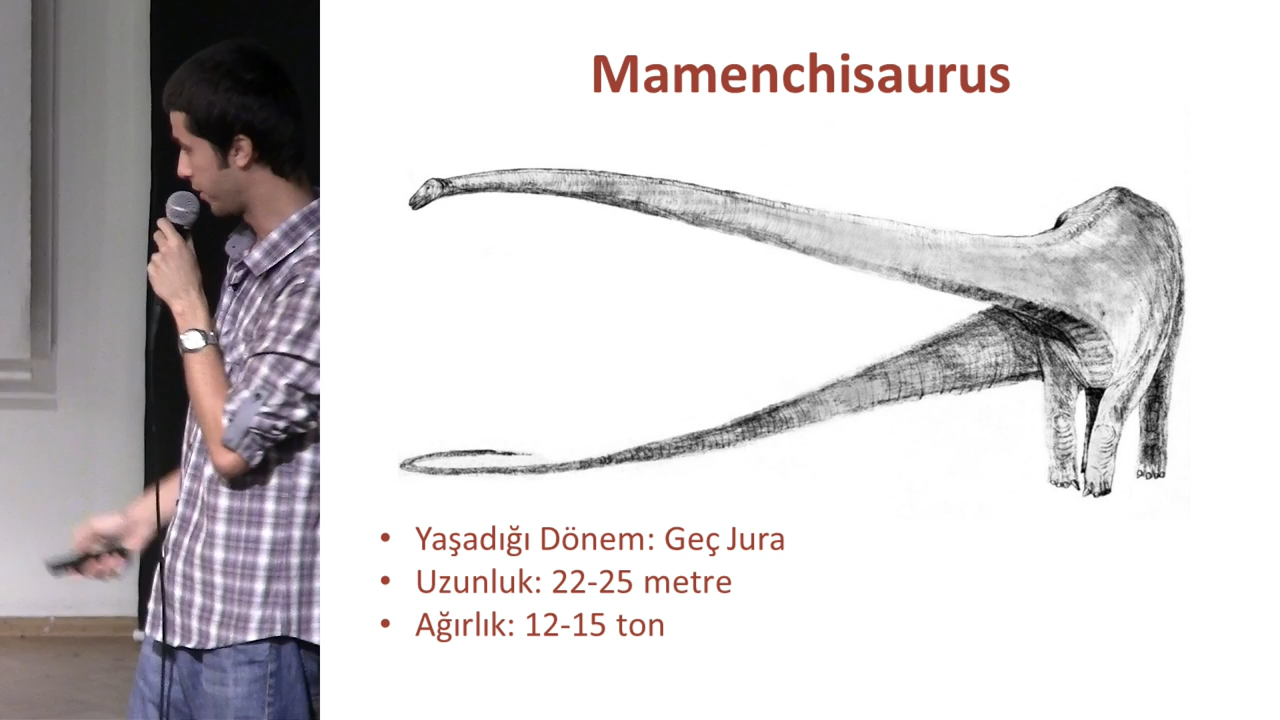 Mamenchisaurus
• Yaşadığı Dönem: Geç Jura
• Uzunluk: 22-25 metre
• Ağırlık: 12-15 ton